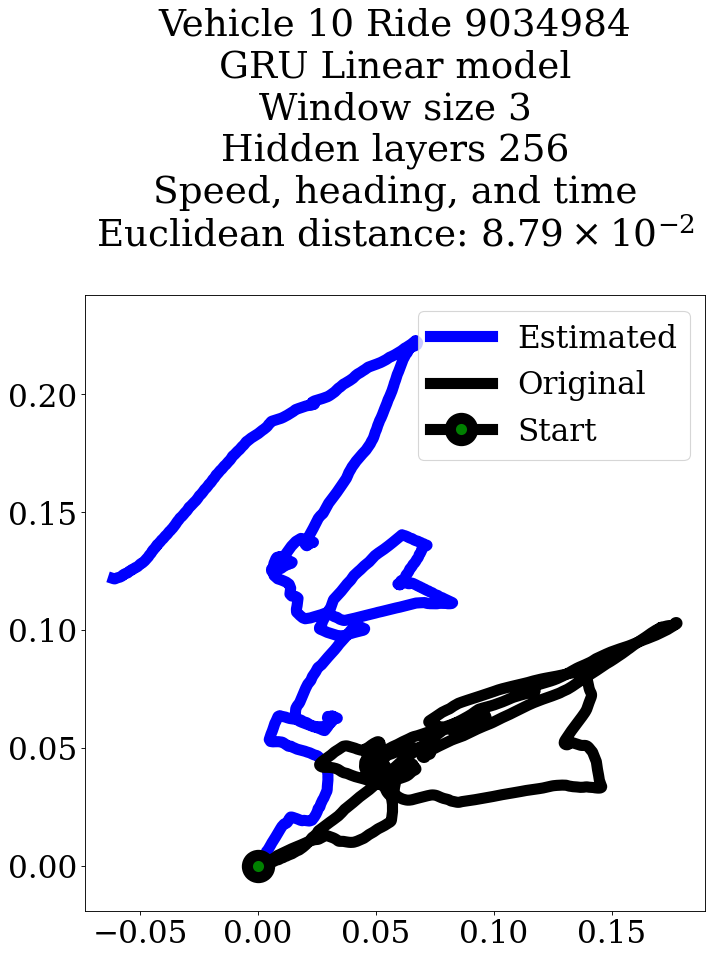 Vehicle 10 Ride 9034984
GRU Linear model
Window size 3
Hidden layers 256
Speed, heading, and time
Euclidean distance: 8.79 × 10⁻²
Estimated
Original
Start
0.20
0.15
0.10
0.05
0.00
−0.05 0.00 0.05 0.10 0.15